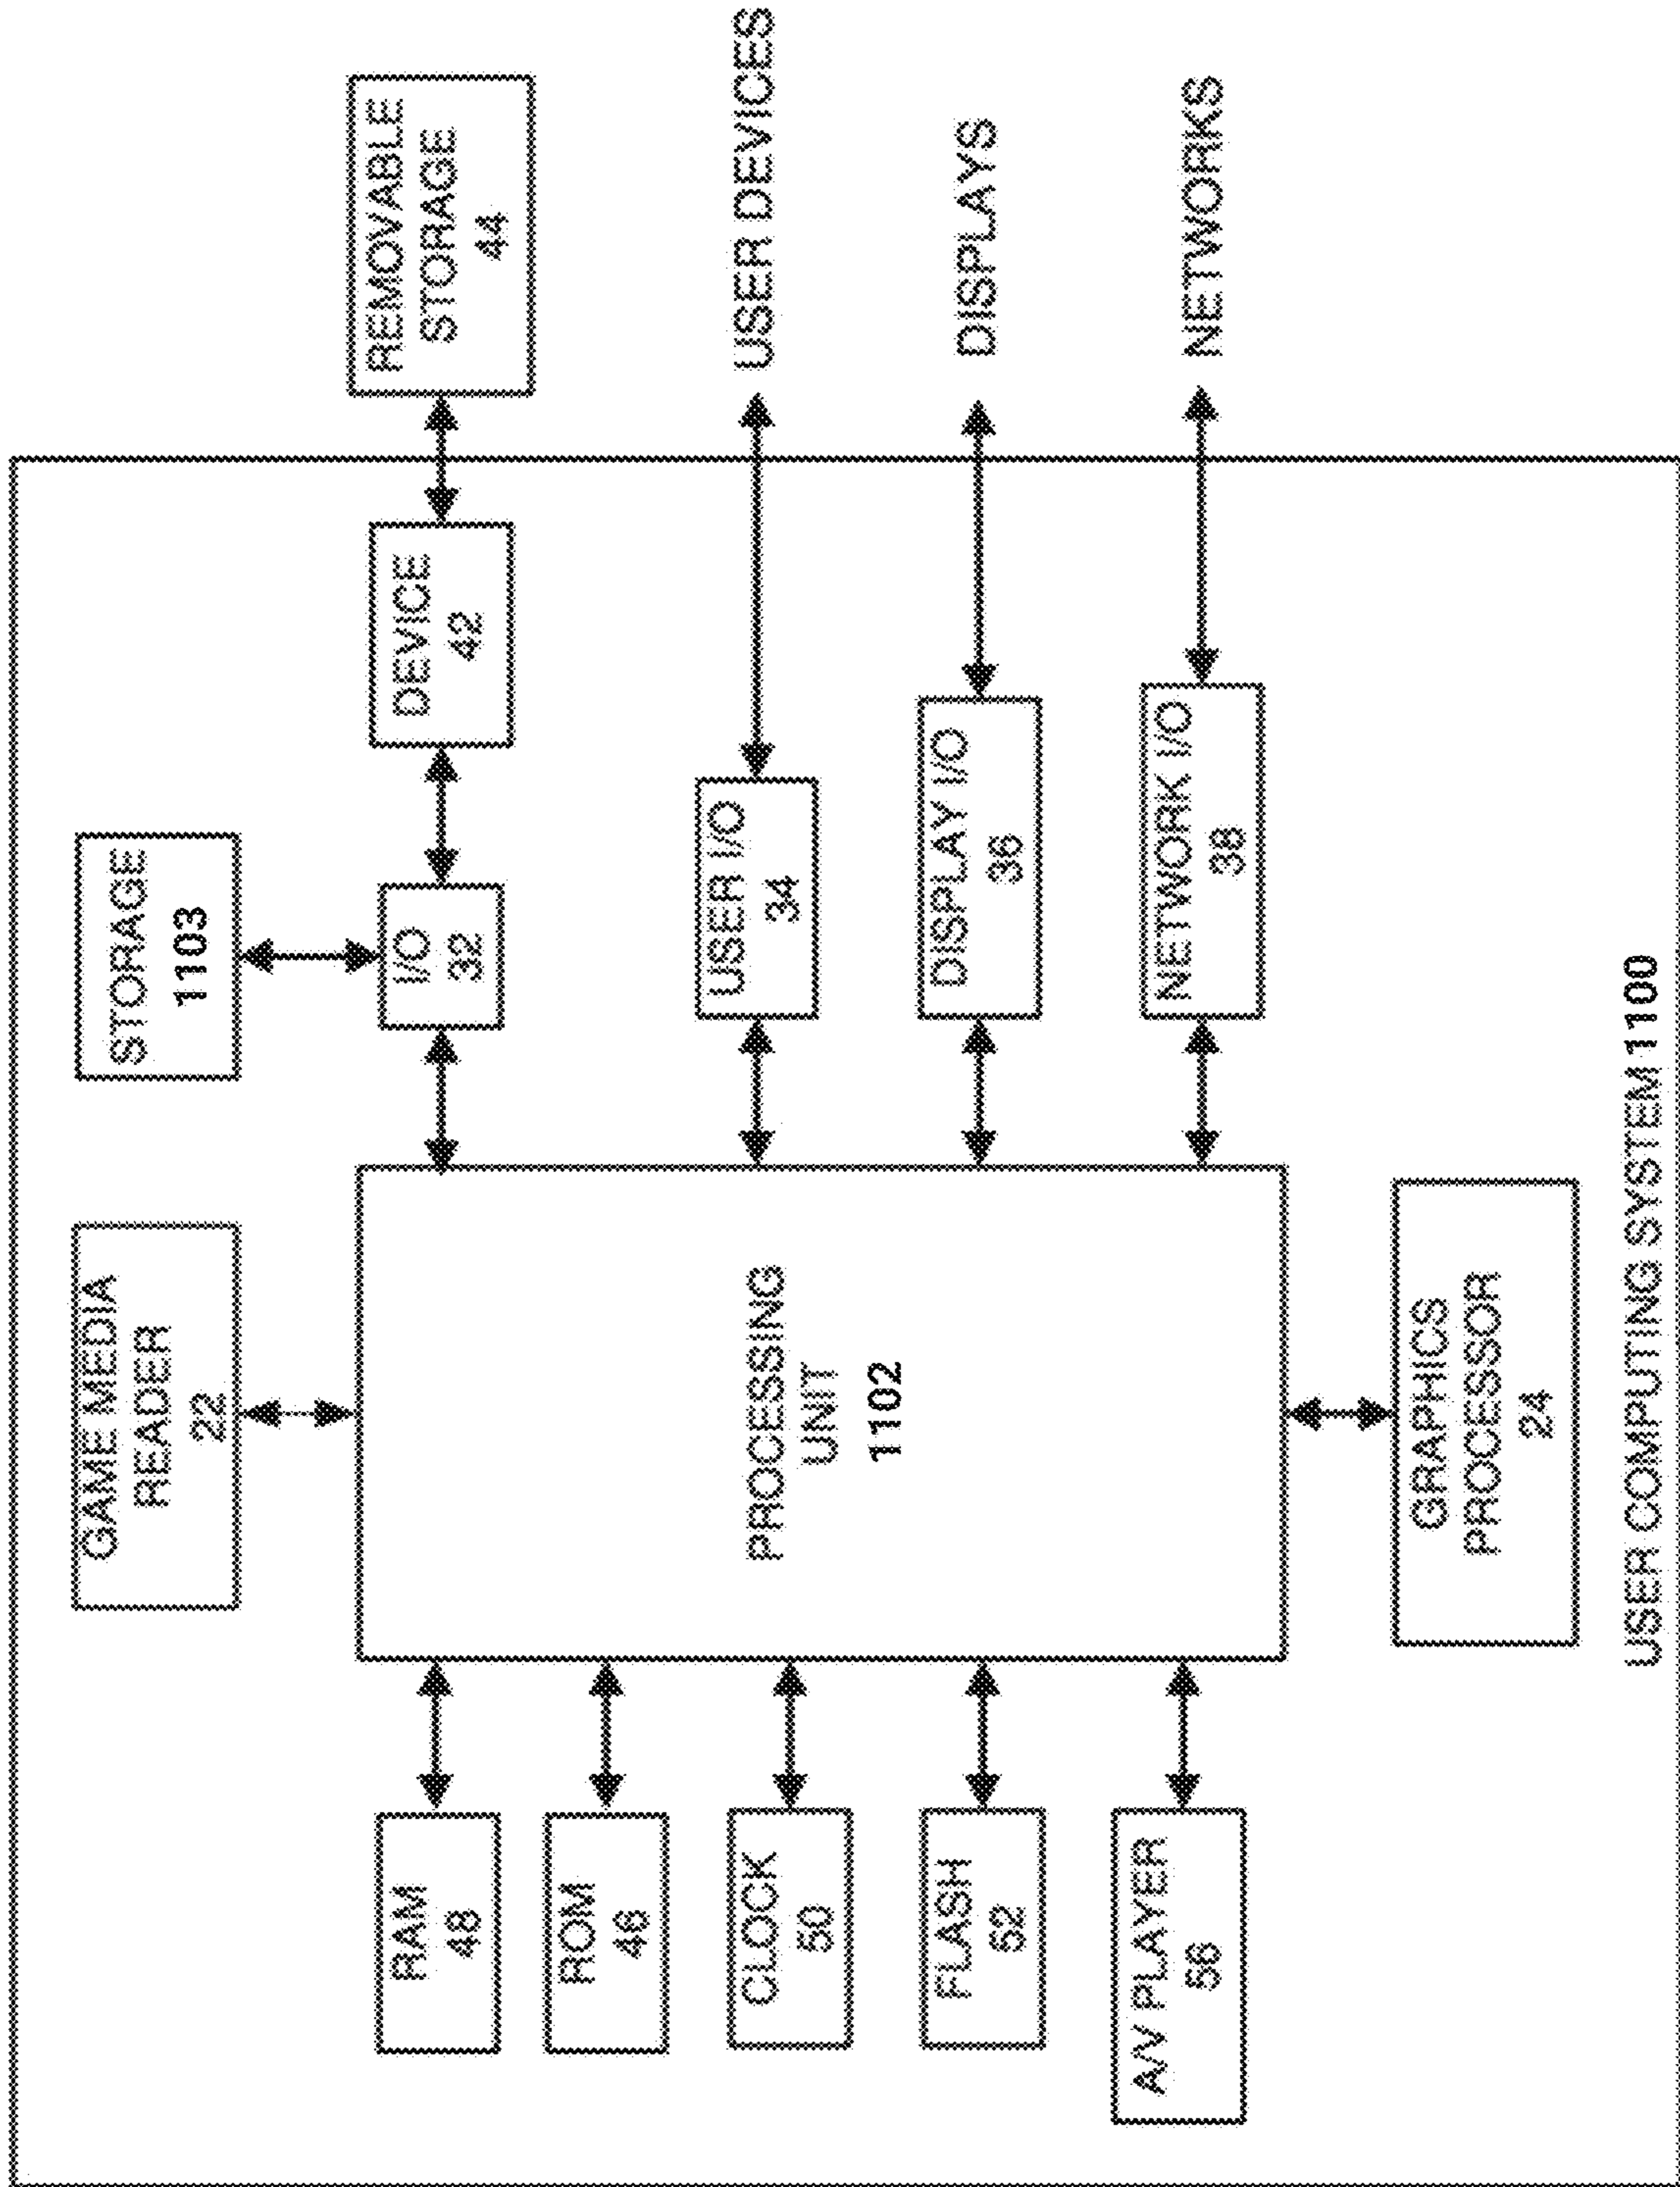 GAME MEDIA
READER
22
STORAGE
1103
RAM
48
ROM
46
CLOCK
50
FLASH
52
A/V PLAYER
56
PROCESSING
UNIT
1102
I/O
32
DEVICE
42
REMOVABLE
STORAGE
44
USER I/O
34
USER DEVICES
DISPLAY I/O
36
DISPLAYS
NETWORK I/O
38
NETWORKS
GRAPHICS
PROCESSOR
24
USER COMPUTING SYSTEM 1100